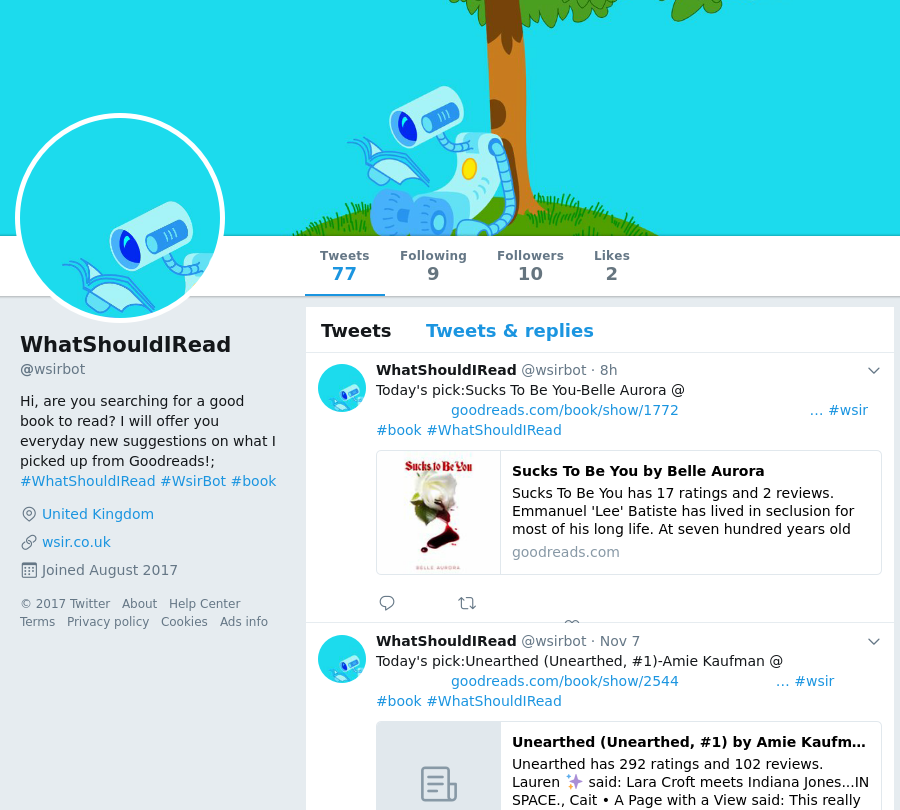 Tweets
77
Following
9
Followers
10
Likes
2
WhatShouldIRead
@wsirbot
Hi, are you searching for a good
book to read? I will offer you
everyday new suggestions on what I
picked up from Goodreads!;
#WhatShouldIRead #WsirBot #book
United Kingdom
wsir.co.uk
Joined August 2017
© 2017 Twitter About Help Center
Terms Privacy policy Cookies Ads info
Tweets Tweets & replies
WhatShouldIRead @wsirbot · 8h
Today's pick:Sucks To Be You-Belle Aurora @
goodreads.com/book/show/1772 … #wsir
#book #WhatShouldIRead
Sucks to Be You
BELLE AURORA
Sucks To Be You by Belle Aurora
Sucks To Be You has 17 ratings and 2 reviews.
Emmanuel 'Lee' Batiste has lived in seclusion for
most of his long life. At seven hundred years old
goodreads.com
WhatShouldIRead @wsirbot · Nov 7
Today's pick:Unearthed (Unearthed, #1)-Amie Kaufman @
goodreads.com/book/show/2544 … #wsir
#book #WhatShouldIRead
Unearthed (Unearthed, #1) by Amie Kaufm...
Unearthed has 292 ratings and 102 reviews.
Lauren ✨ said: Lara Croft meets Indiana Jones...IN
SPACE., Cait • A Page with a View said: This really